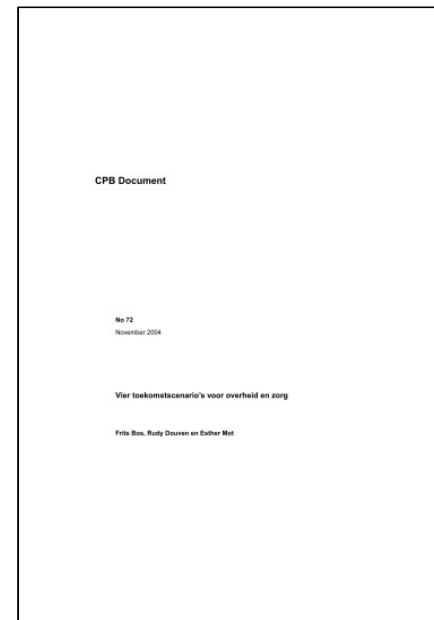 CPB Document
No 72
November 2004
Vier toekomstscenario's voor overheid en zorg
Frits Bos, Rudy Douven en Esther Mot